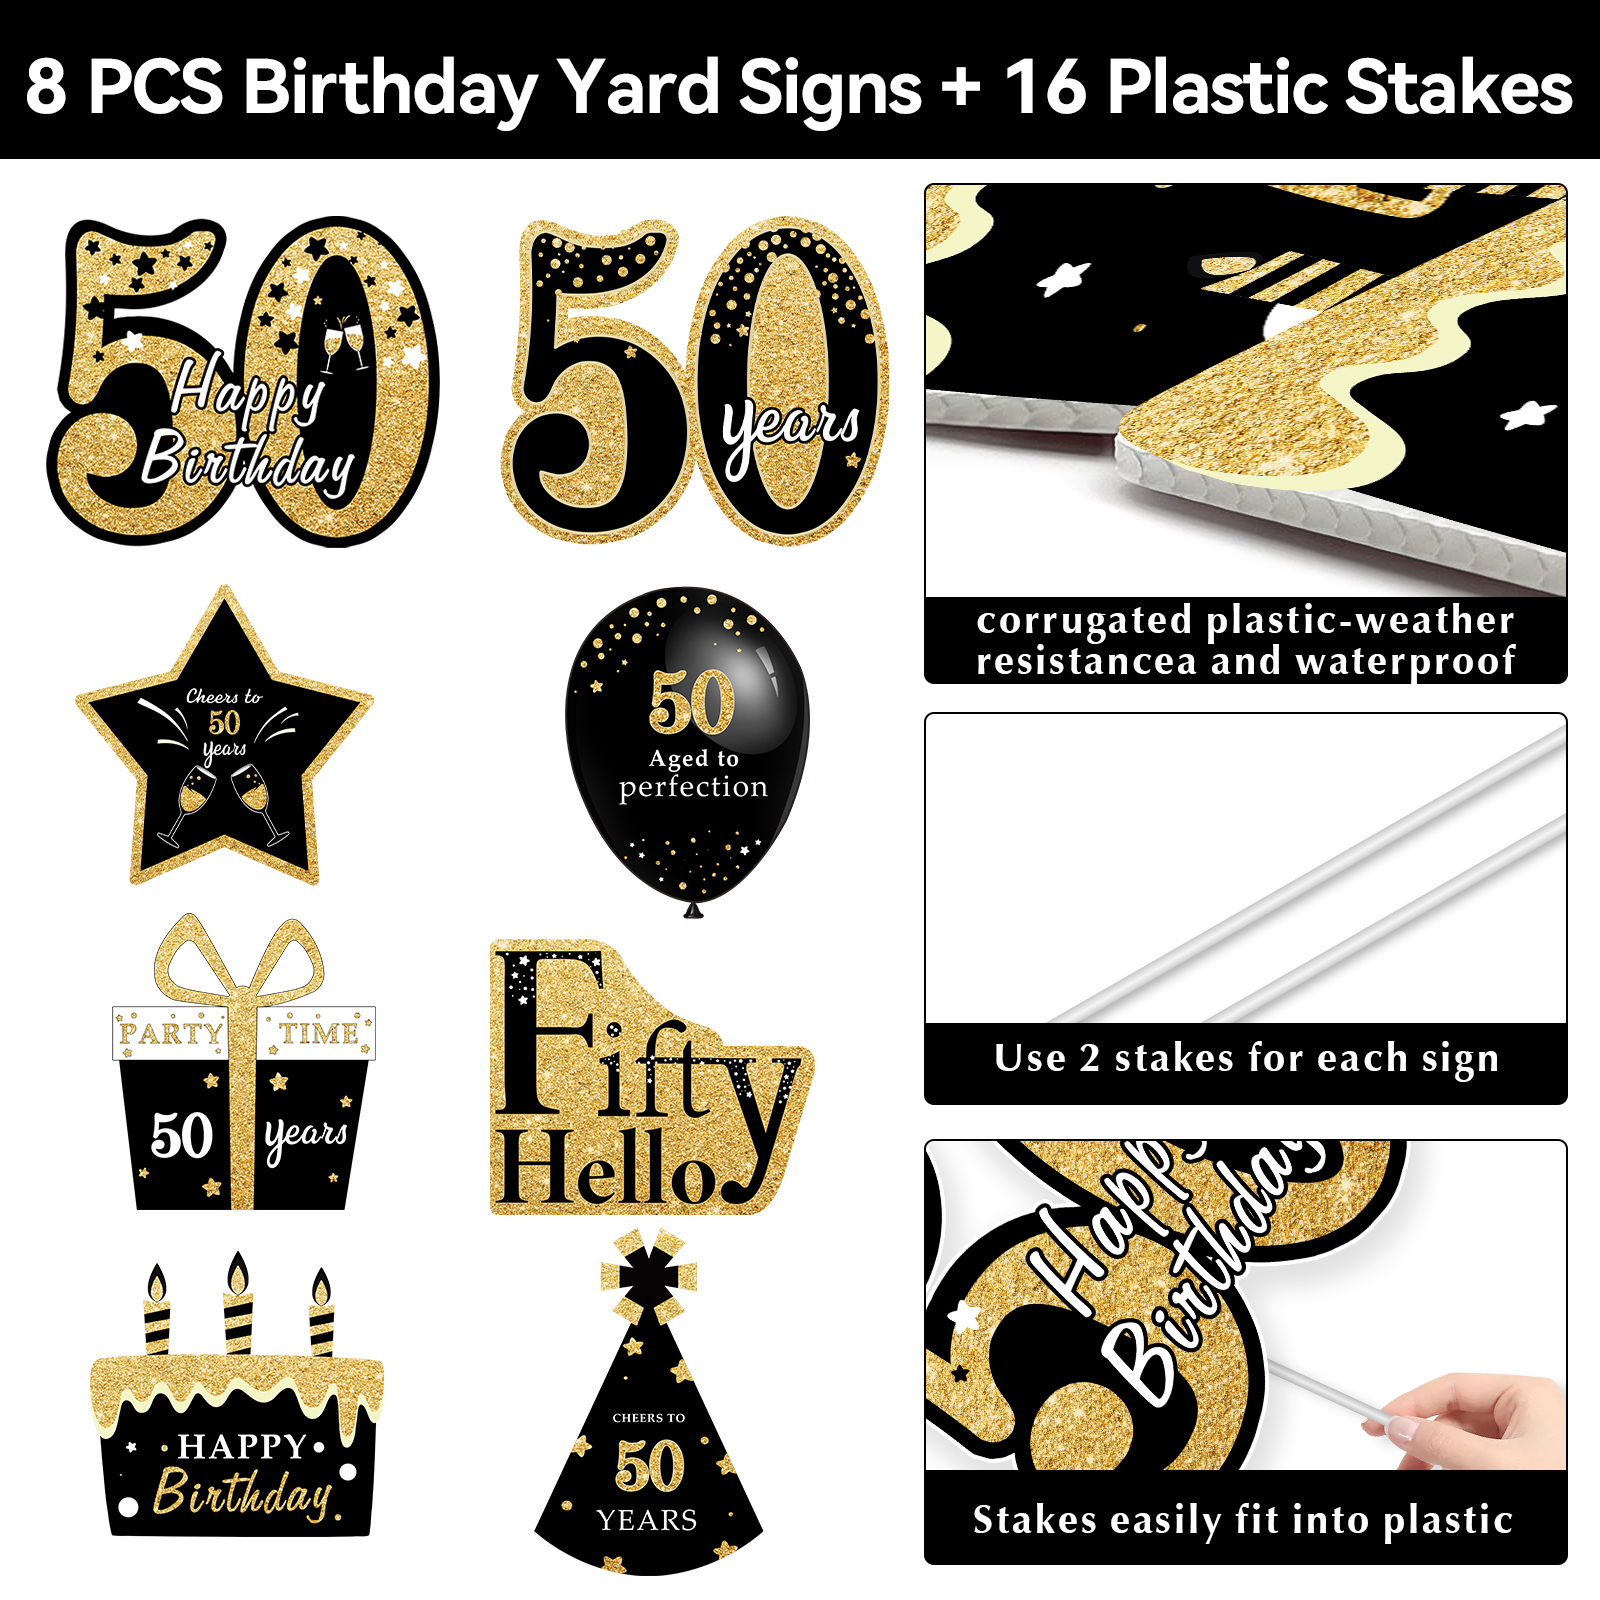 8 PCS Birthday Yard Signs + 16 Plastic Stakes
50
Happy
Birthday
50
years
Cheers to
50
years
50
Aged to
perfection
PARTY TIME
50 years
Fifty
Hello
HAPPY
Birthday
CHEERS TO
50
YEARS
corrugated plastic-weather
resistancea and waterproof
Use 2 stakes for each sign
Happy
Birthday
Stakes easily fit into plastic